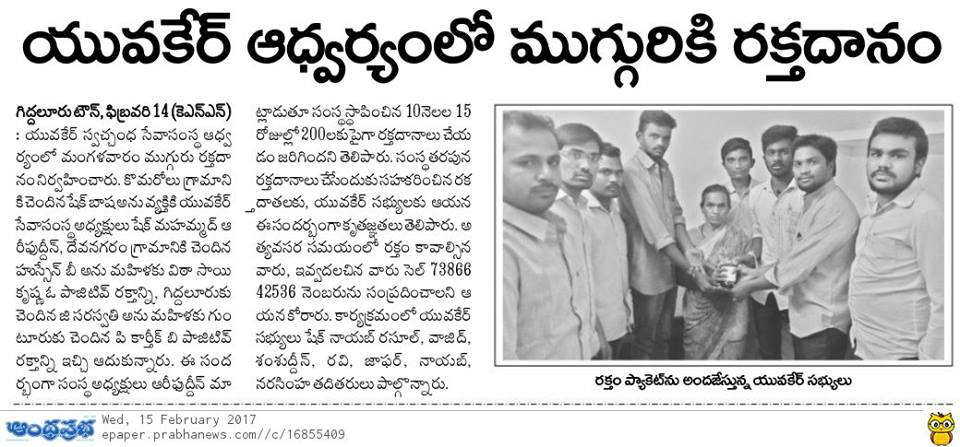 యువకేర్ ఆధ్వర్యంలో ముగ్గురికి రక్తదానం
గిద్దలూరు టౌన్, ఫిబ్రవరి 14 (కెఎన్ఎన్)
: యువకేర్ స్వచ్ఛంధ సేవాసంస్థ ఆధ్వ
ర్యంలో మంగళవారం ముగ్గురు రక్తదా
నం నిర్వహించారు. కొమరోలు గ్రామాని
కి చెందిన షేక్ బాష అను వ్యక్తికి యువకేర్
సేవాసంస్థ అధ్యక్షులు షేక్ మహమ్మద్ ఆ
రీఫుద్దీన్, దేవనగరం గ్రామానికి చెందిన
హుస్సేన్ బీ అను మహిళకు విఠా సాయి
కృష్ణ ఓ పాజిటివ్ రక్తాన్ని, గిద్దలూరుకు
చెందిన జి సరస్వతి అను మహిళకు గుం
టూరుకు చెందిన పి కార్తీక్ బి పాజిటివ్
రక్తాన్ని ఇచ్చి ఆదుకున్నారు. ఈ సంద
ర్భంగా సంస్థ అధ్యక్షులు ఆరీఫుద్దీన్ మా
ట్లాడుతూ సంస్థ స్థాపించిన 10నెలల 15
రోజుల్లో 200లకు పైగా రక్తదానాలు చేయ
డం జరిగిందని తెలిపారు. సంస్థ తరపున
రక్తదానాలు చేసేందుకు సహకరించిన రక
్తదాతలకు, యువకేర్ సభ్యులకు ఆయన
ఈ సందర్బంగా కృతజ్ఞతలు తెలిపారు. అ
త్యవసర సమయంలో రక్తం కావాల్సిన
వారు, ఇవ్వదలచిన వారు సెల్ 73866
42536 నెంబరును సంప్రదించాలని ఆ
యన కోరారు. కార్యక్రమంలో యువకేర్
సభ్యులు షేక్ నాయబ్ రసూల్, వాజిద్,
శంశుద్దీన్, రవి, జాఫర్, నాయబ్,
నరసింహ తదితరులు పాల్గొన్నారు.
రక్తం ప్యాకెట్‌ను అందజేస్తున్న యువకేర్ సభ్యులు
ఆంధ్రప్రభ
Wed, 15 February 2017
epaper.prabhanews.com//c/16855409